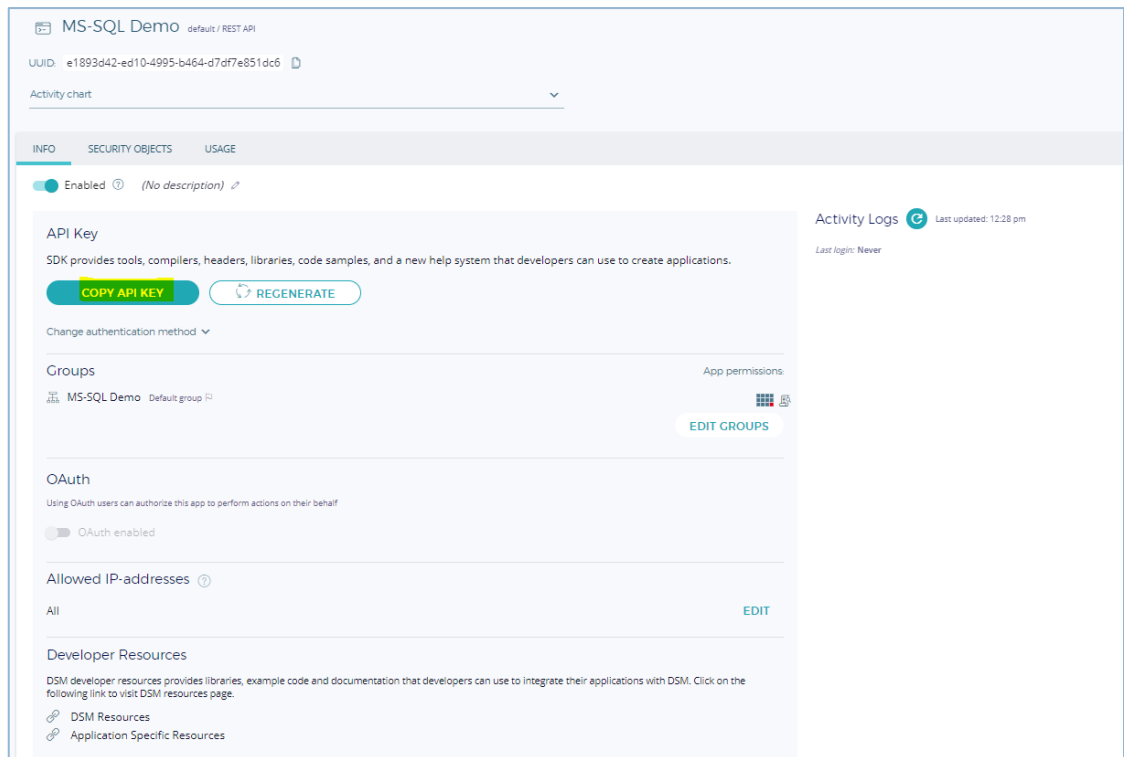 MS-SQL Demo default / REST API
UUID: e1893d42-ed10-4995-b464-d7df7e851dc6
Activity chart
INFO SECURITY OBJECTS USAGE
Enabled (No description)
API Key
SDK provides tools, compilers, headers, libraries, code samples, and a new help system that developers can use to create applications.
COPY API KEY REGENERATE
Change authentication method
Groups App permissions:
MS-SQL Demo Default group
EDIT GROUPS
OAuth
Using OAuth users can authorize this app to perform actions on their behalf
OAuth enabled
Allowed IP-addresses
All EDIT
Developer Resources
DSM developer resources provides libraries, example code and documentation that developers can use to integrate their applications with DSM. Click on the
following link to visit DSM resources page.
DSM Resources
Application Specific Resources
Activity Logs Last updated: 12:28 pm
Last login: Never